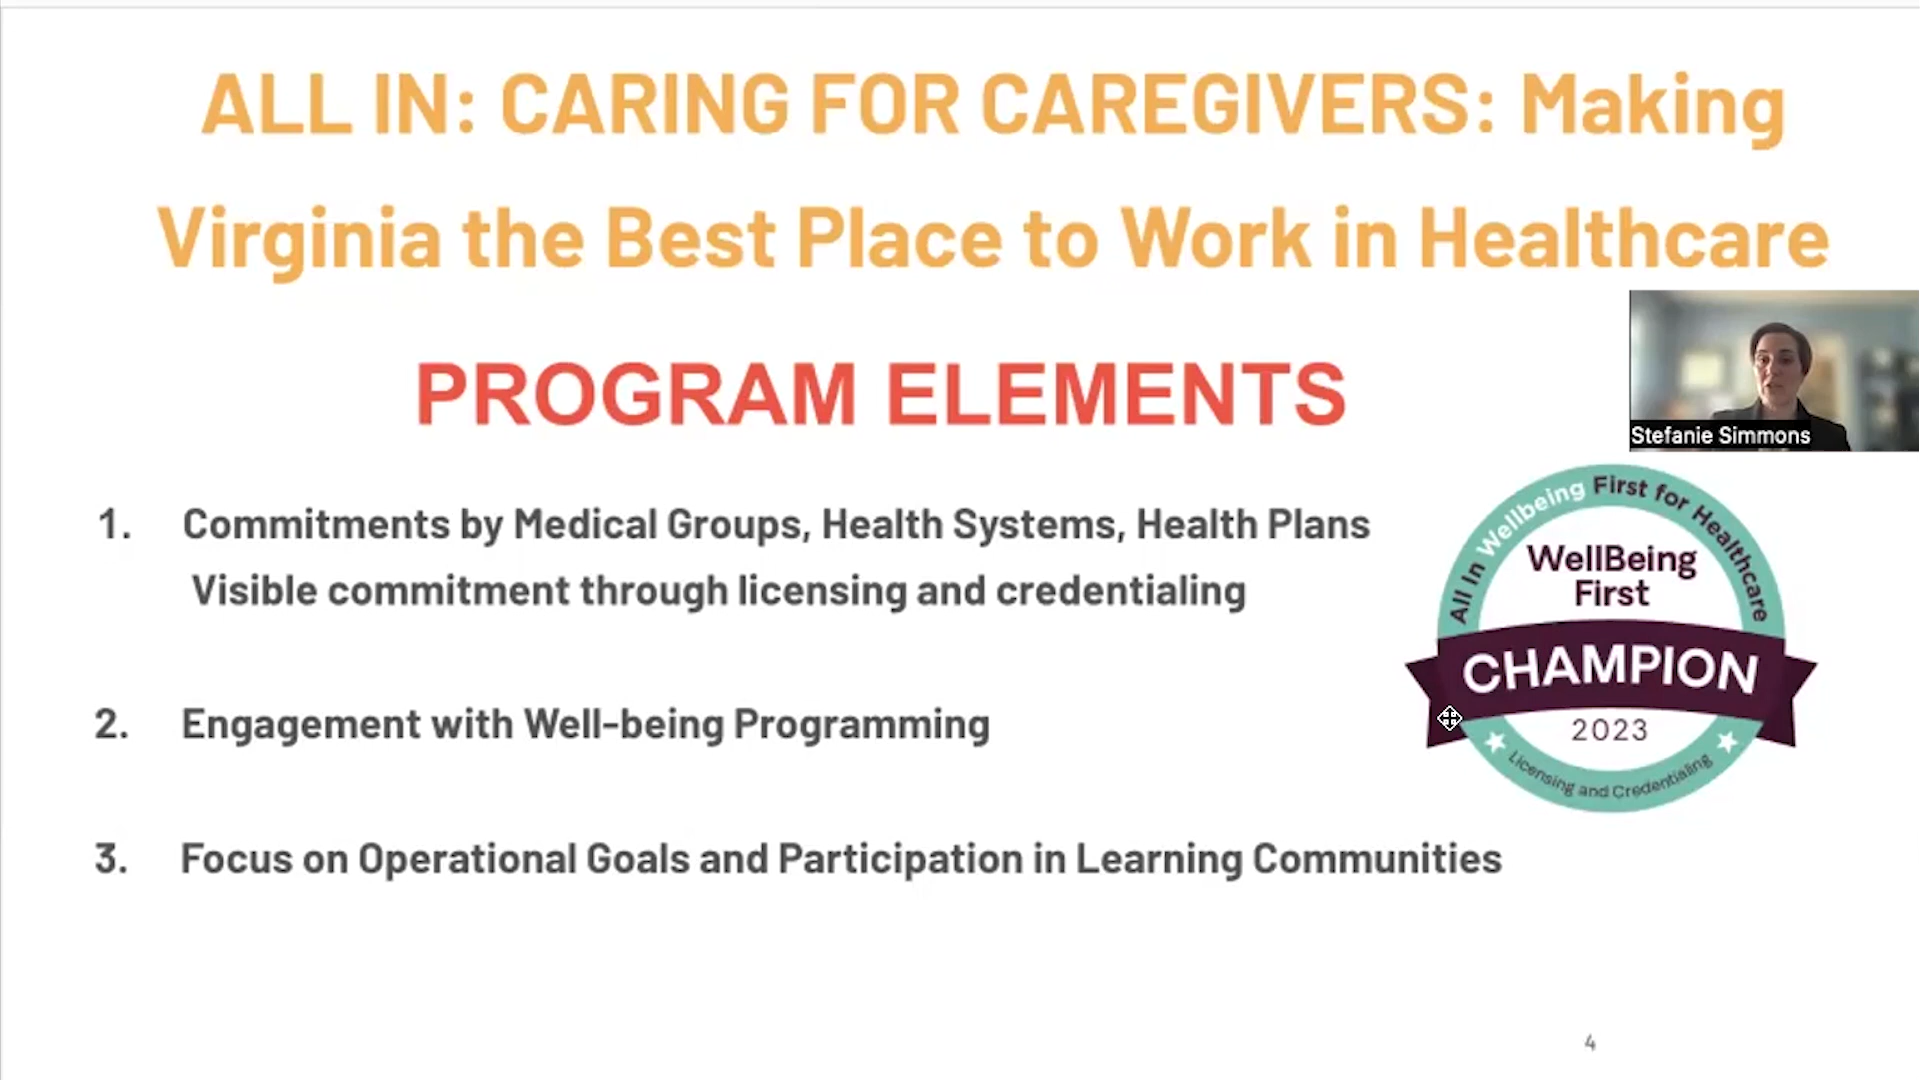 ALL IN: CARING FOR CAREGIVERS: Making
Virginia the Best Place to Work in Healthcare
PROGRAM ELEMENTS
Stefanie Simmons
1. Commitments by Medical Groups, Health Systems, Health Plans
Visible commitment through licensing and credentialing
2. Engagement with Well-being Programming
3. Focus on Operational Goals and Participation in Learning Communities
All In Wellbeing First for Healthcare
WellBeing
First
CHAMPION
2023
Licensing and Credentialing
4